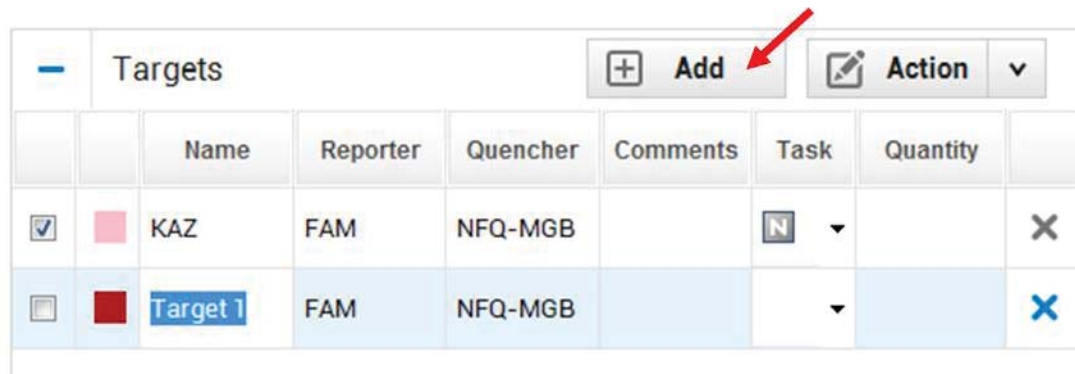 Targets Add Action
Name Reporter Quencher Comments Task Quantity
KAZ FAM NFQ-MGB N
Target 1 FAM NFQ-MGB